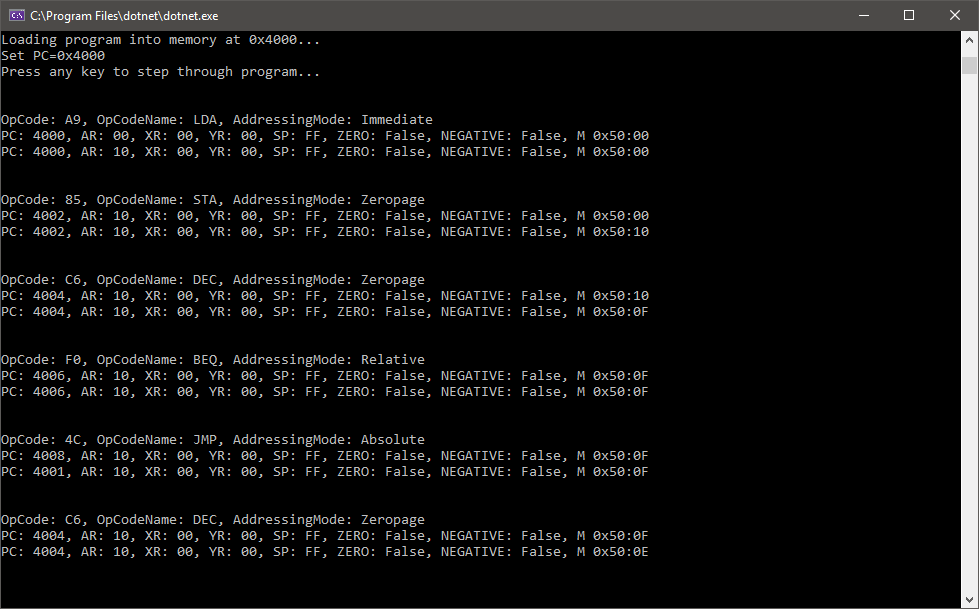 C:\Program Files\dotnet\dotnet.exe
Loading program into memory at 0x4000...
Set PC=0x4000
Press any key to step through program...
OpCode: A9, OpCodeName: LDA, AddressingMode: Immediate
PC: 4000, AR: 00, XR: 00, YR: 00, SP: FF, ZERO: False, NEGATIVE: False, M 0x50:00
PC: 4000, AR: 10, XR: 00, YR: 00, SP: FF, ZERO: False, NEGATIVE: False, M 0x50:00
OpCode: 85, OpCodeName: STA, AddressingMode: Zeropage
PC: 4002, AR: 10, XR: 00, YR: 00, SP: FF, ZERO: False, NEGATIVE: False, M 0x50:00
PC: 4002, AR: 10, XR: 00, YR: 00, SP: FF, ZERO: False, NEGATIVE: False, M 0x50:10
OpCode: C6, OpCodeName: DEC, AddressingMode: Zeropage
PC: 4004, AR: 10, XR: 00, YR: 00, SP: FF, ZERO: False, NEGATIVE: False, M 0x50:10
PC: 4004, AR: 10, XR: 00, YR: 00, SP: FF, ZERO: False, NEGATIVE: False, M 0x50:0F
OpCode: F0, OpCodeName: BEQ, AddressingMode: Relative
PC: 4006, AR: 10, XR: 00, YR: 00, SP: FF, ZERO: False, NEGATIVE: False, M 0x50:0F
PC: 4006, AR: 10, XR: 00, YR: 00, SP: FF, ZERO: False, NEGATIVE: False, M 0x50:0F
OpCode: 4C, OpCodeName: JMP, AddressingMode: Absolute
PC: 4008, AR: 10, XR: 00, YR: 00, SP: FF, ZERO: False, NEGATIVE: False, M 0x50:0F
PC: 4001, AR: 10, XR: 00, YR: 00, SP: FF, ZERO: False, NEGATIVE: False, M 0x50:0F
OpCode: C6, OpCodeName: DEC, AddressingMode: Zeropage
PC: 4004, AR: 10, XR: 00, YR: 00, SP: FF, ZERO: False, NEGATIVE: False, M 0x50:0F
PC: 4004, AR: 10, XR: 00, YR: 00, SP: FF, ZERO: False, NEGATIVE: False, M 0x50:0E